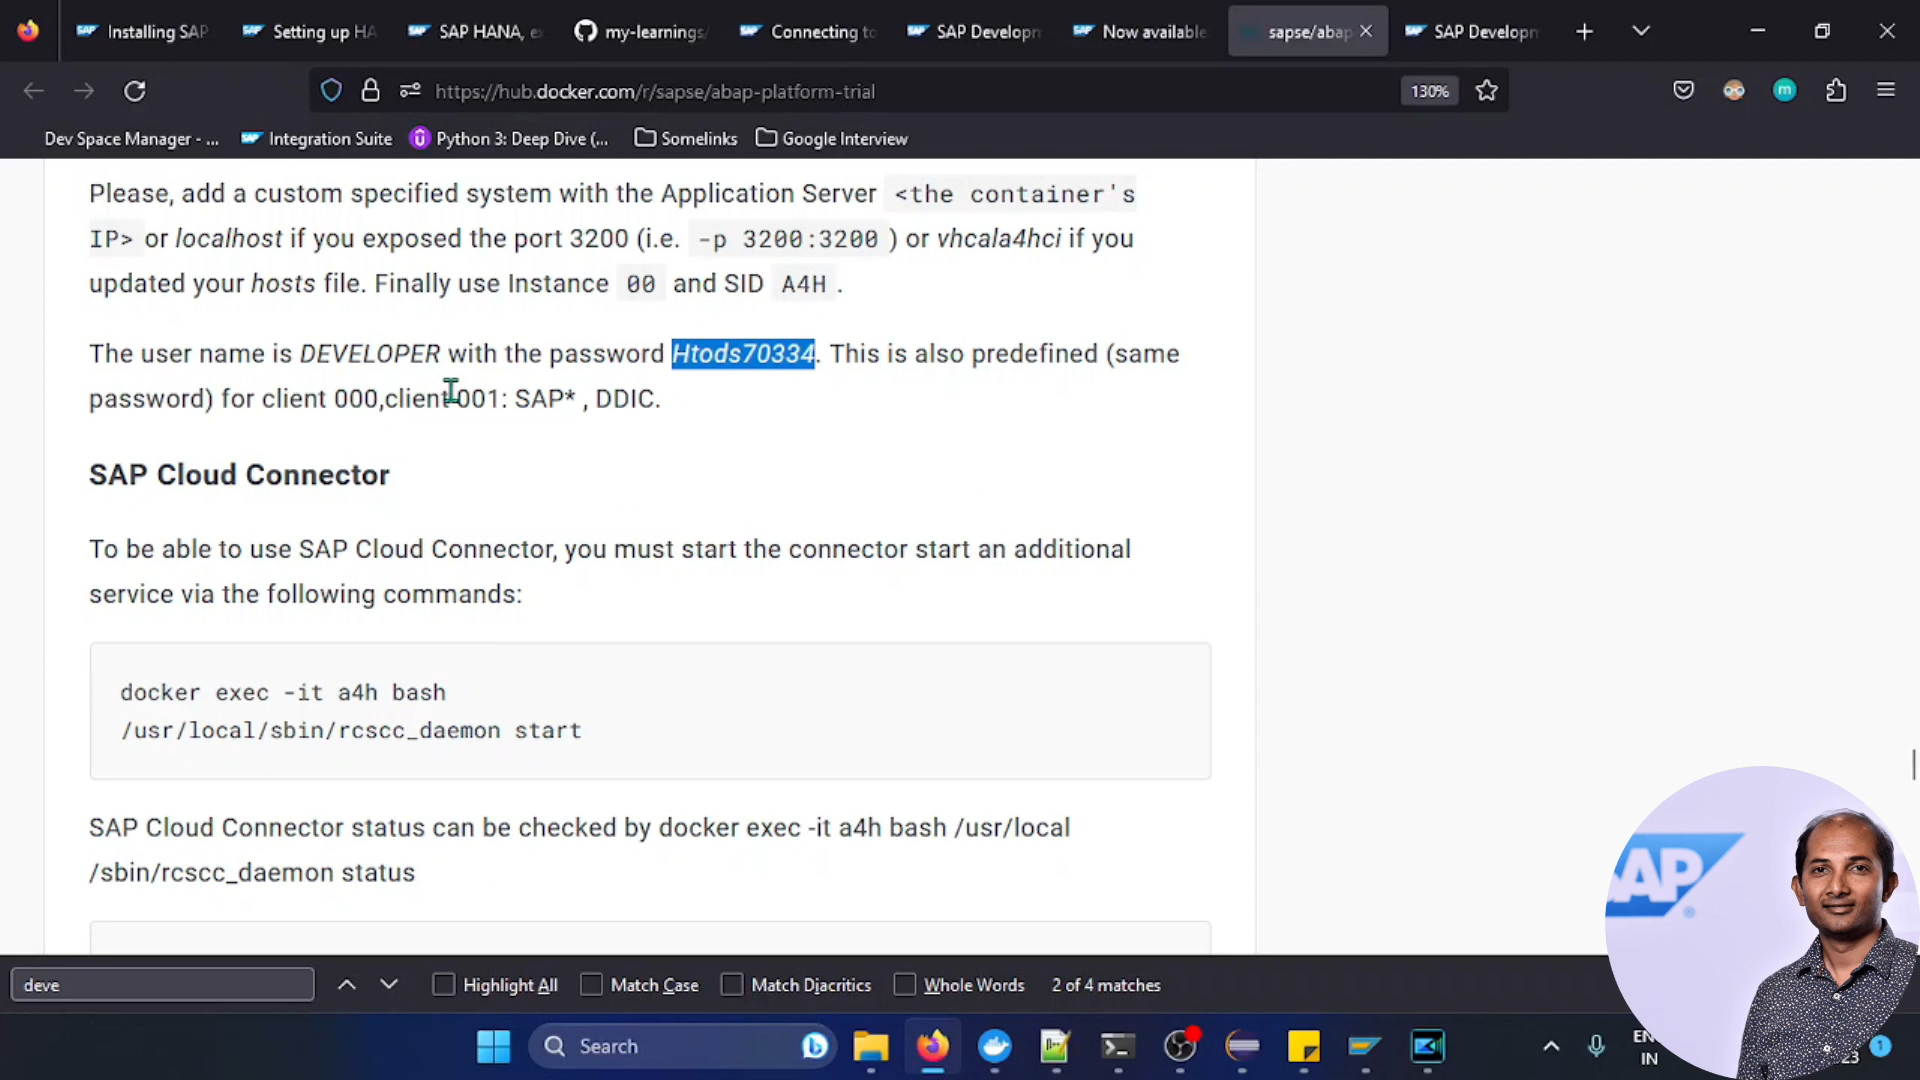 Installing SAP
Setting up HA
SAP HANA, e
my-learnings/
Connecting to
SAP Developm
Now available
sapse/abap
SAP Developm
https://hub.docker.com/r/sapse/abap-platform-trial
130%
Dev Space Manager - ...
Integration Suite
Python 3: Deep Dive (...
Somelinks
Google Interview
Please, add a custom specified system with the Application Server <the container's
IP> or localhost if you exposed the port 3200 (i.e. -p 3200:3200 ) or vhcala4hci if you
updated your hosts file. Finally use Instance 00 and SID A4H .
The user name is DEVELOPER with the password Htods70334. This is also predefined (same
password) for client 000,client 001: SAP* , DDIC.
SAP Cloud Connector
To be able to use SAP Cloud Connector, you must start the connector start an additional
service via the following commands:
docker exec -it a4h bash
/usr/local/sbin/rcscc_daemon start
SAP Cloud Connector status can be checked by docker exec -it a4h bash /usr/local
/sbin/rcscc_daemon status
SAP
deve
Highlight All
Match Case
Match Diacritics
Whole Words
2 of 4 matches
Search
EN
IN
23
1